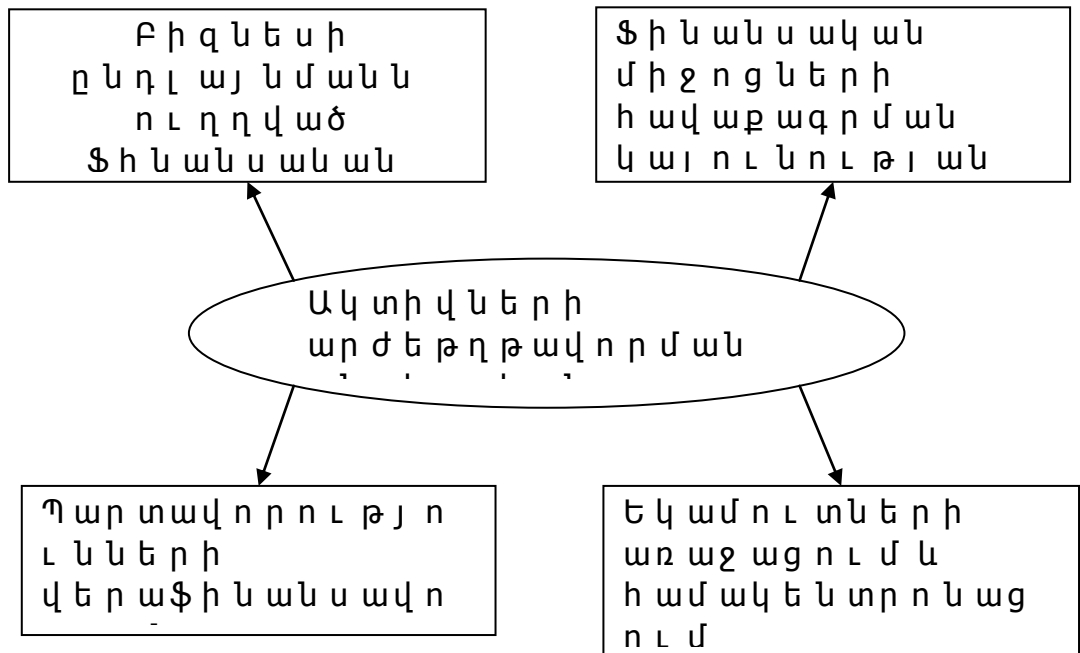 Բիզնեսի
ընդլայնմանն
ուղղված
Ֆինանսական
Ֆինանսական
միջոցների
հավաքագրման
կայունության
Ակտիվների
արժեթղթավորման
Պարտավորությո
ւնների
վերաֆինանսավո
Եկամուտների
առաջացում և
համակենտրոնաց
ում